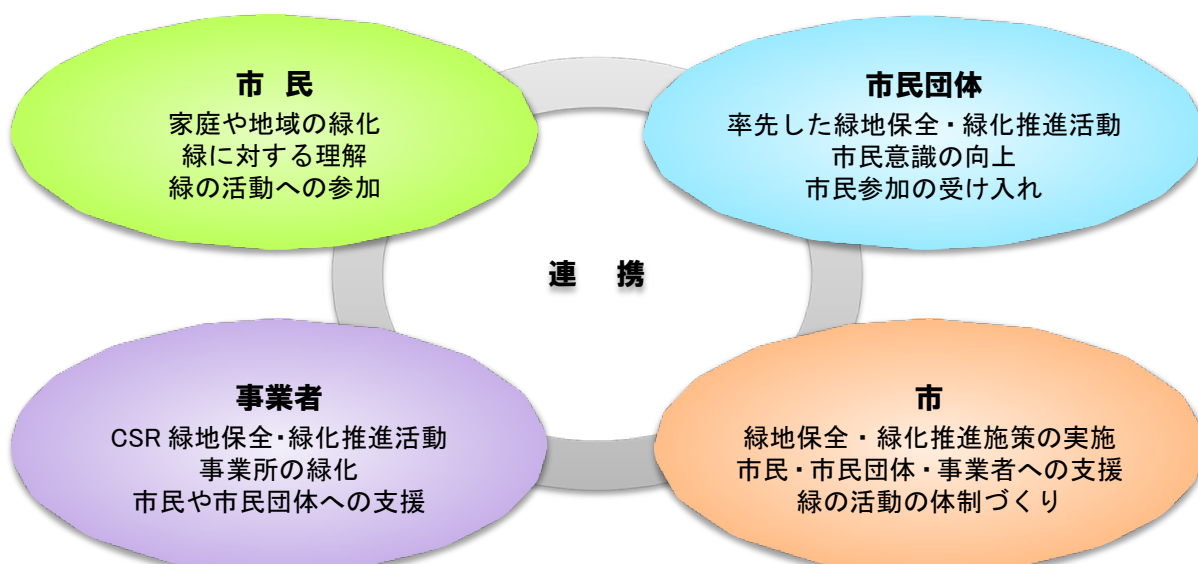 市 民
家庭や地域の緑化
緑に対する理解
緑の活動への参加
市民団体
率先した緑地保全・緑化推進活動
市民意識の向上
市民参加の受け入れ
連 携
事業者
CSR 緑地保全・緑化推進活動
事業所の緑化
市民や市民団体への支援
市
緑地保全・緑化推進施策の実施
市民・市民団体・事業者への支援
緑の活動の体制づくり